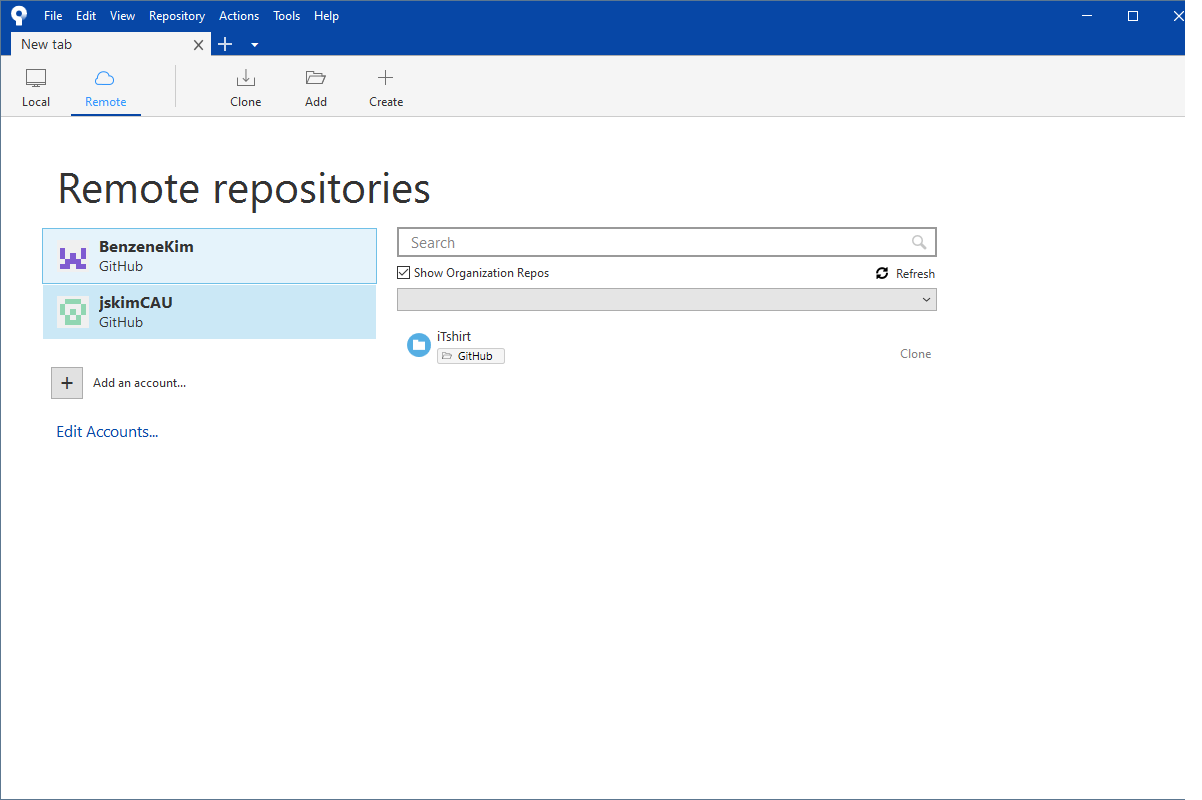 File Edit View Repository Actions Tools Help
New tab
Local Remote Clone Add Create
Remote repositories
BenzeneKim
GitHub
jskimCAU
GitHub
Add an account...
Edit Accounts...
Search
Show Organization Repos Refresh
iTshirt
GitHub
Clone